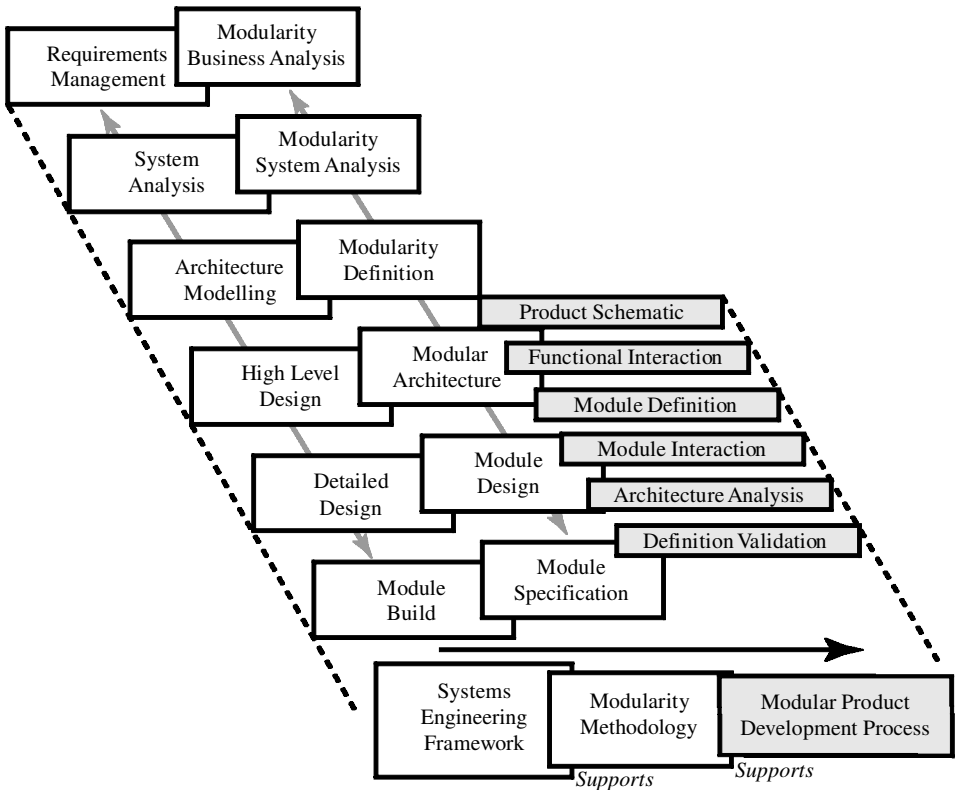 Requirements
Management
Modularity
Business Analysis
System
Analysis
Modularity
System Analysis
Architecture
Modelling
Modularity
Definition
Product Schematic
High Level
Design
Modular
Architecture
Functional Interaction
Module Definition
Detailed
Design
Module
Design
Module Interaction
Architecture Analysis
Definition Validation
Module
Build
Module
Specification
Systems
Engineering
Framework
Modularity
Methodology
Modular Product
Development Process
Supports
Supports